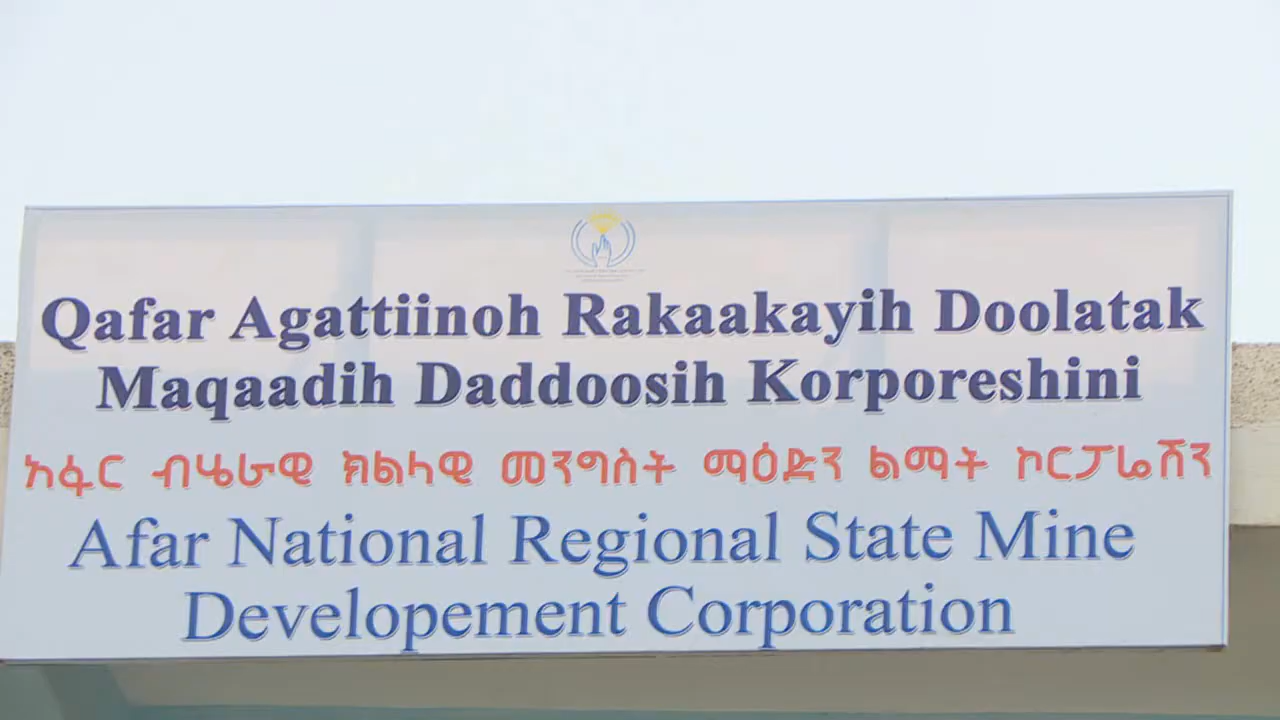 Qafar Agattiinoh Rakaakayih Doolatak
Maqaadih Daddoosih Korporeshini
አፋር ብሄራዊ ክልላዊ መንግስት ማዕድን ልማት ኮርፖሬሽን
Afar National Regional State Mine
Developement Corporation